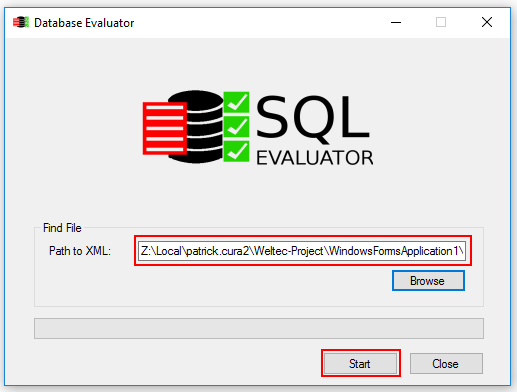 Database Evaluator
SQL
EVALUATOR
Find File
Path to XML: Z:\Local\patrick.cura2\Weltec-Project\WindowsFormsApplication1\
Browse
Start Close